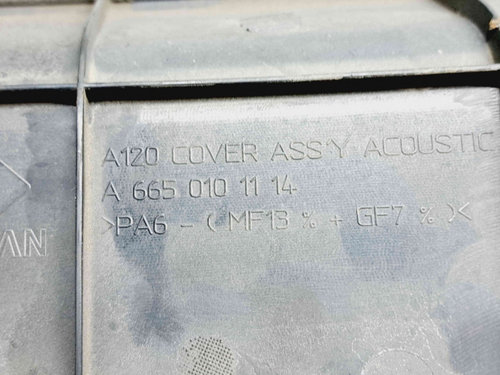 A120 COVER ASS'Y ACOUSTIC
A 665 010 11 14
>PA6 - ( MF13 % + GF7 % )<